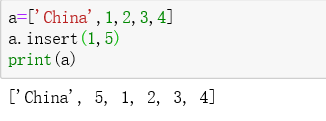 a=['China',1,2,3,4]
a.insert(1,5)
print(a)
['China', 5, 1, 2, 3, 4]